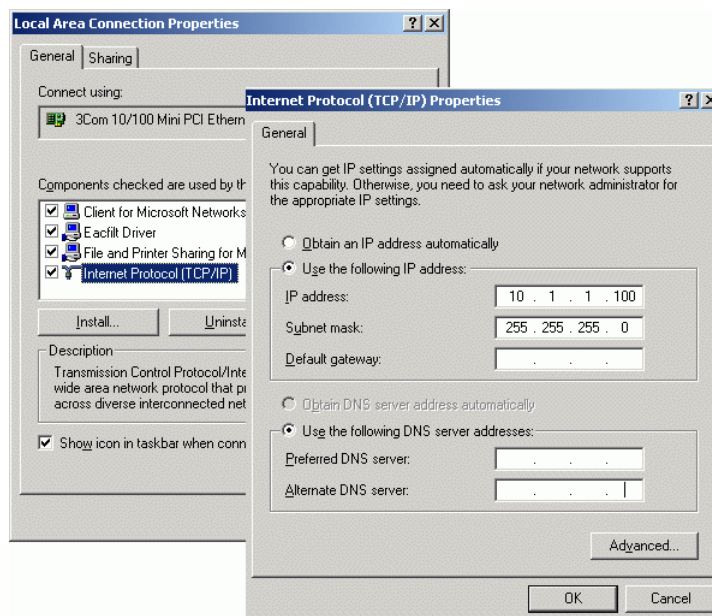 Local Area Connection Properties
General
Sharing
Connect using:
3Com 10/100 Mini PCI Ethern
Components checked are used by th
Client for Microsoft Networks
Eacfilt Driver
File and Printer Sharing for M
Internet Protocol (TCP/IP)
Install...
Uninsta
Description
Transmission Control Protocol/Inte
wide area network protocol that pr
across diverse interconnected net
Show icon in taskbar when conn
Internet Protocol (TCP/IP) Properties
General
You can get IP settings assigned automatically if your network supports
this capability. Otherwise, you need to ask your network administrator for
the appropriate IP settings.
Obtain an IP address automatically
Use the following IP address:
IP address:
10 . 1 . 1 . 100
Subnet mask:
255 . 255 . 255 . 0
Default gateway:
. . .
Obtain DNS server address automatically
Use the following DNS server addresses:
Preferred DNS server:
. . .
Alternate DNS server:
. . .
Advanced...
OK
Cancel